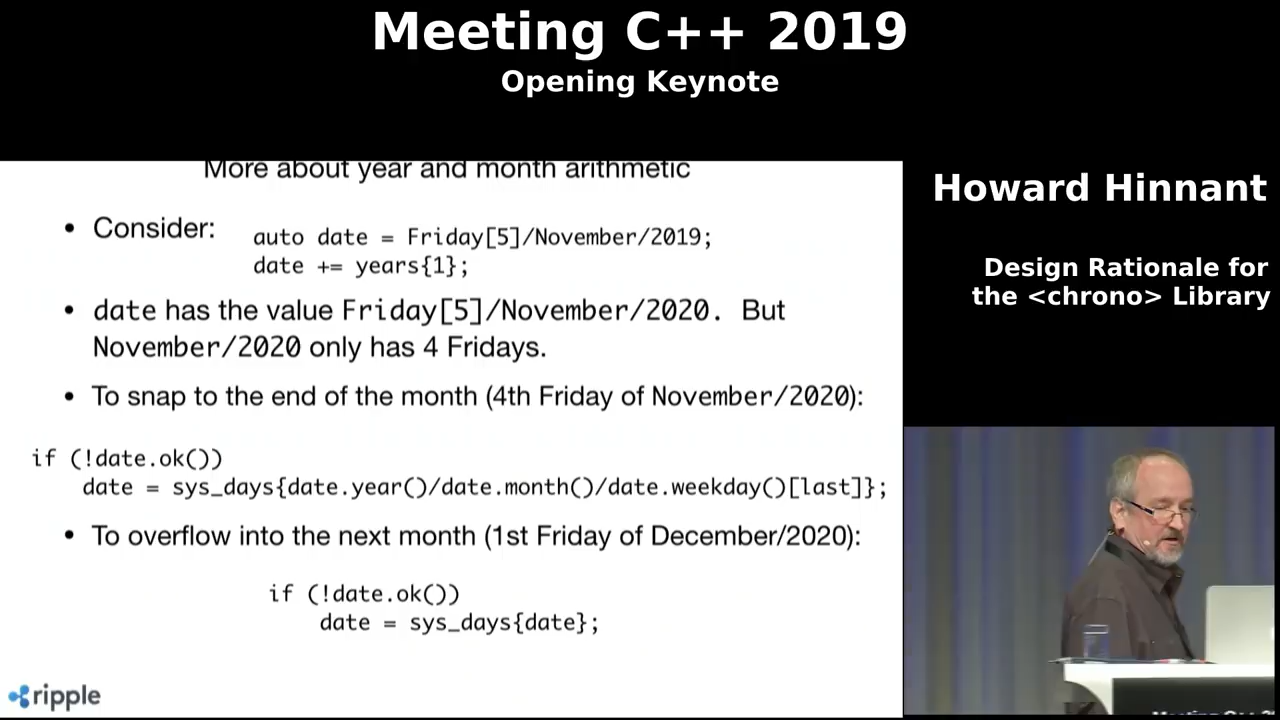 Meeting C++ 2019
Opening Keynote
More about year and month arithmetic
• Consider:
auto date = Friday[5]/November/2019;
date += years{1};
• date has the value Friday[5]/November/2020. But
November/2020 only has 4 Fridays.
• To snap to the end of the month (4th Friday of November/2020):
if (!date.ok())
date = sys_days{date.year()/date.month()/date.weekday()[last]};
• To overflow into the next month (1st Friday of December/2020):
if (!date.ok())
date = sys_days{date};
ripple
Howard Hinnant
Design Rationale for
the <chrono> Library